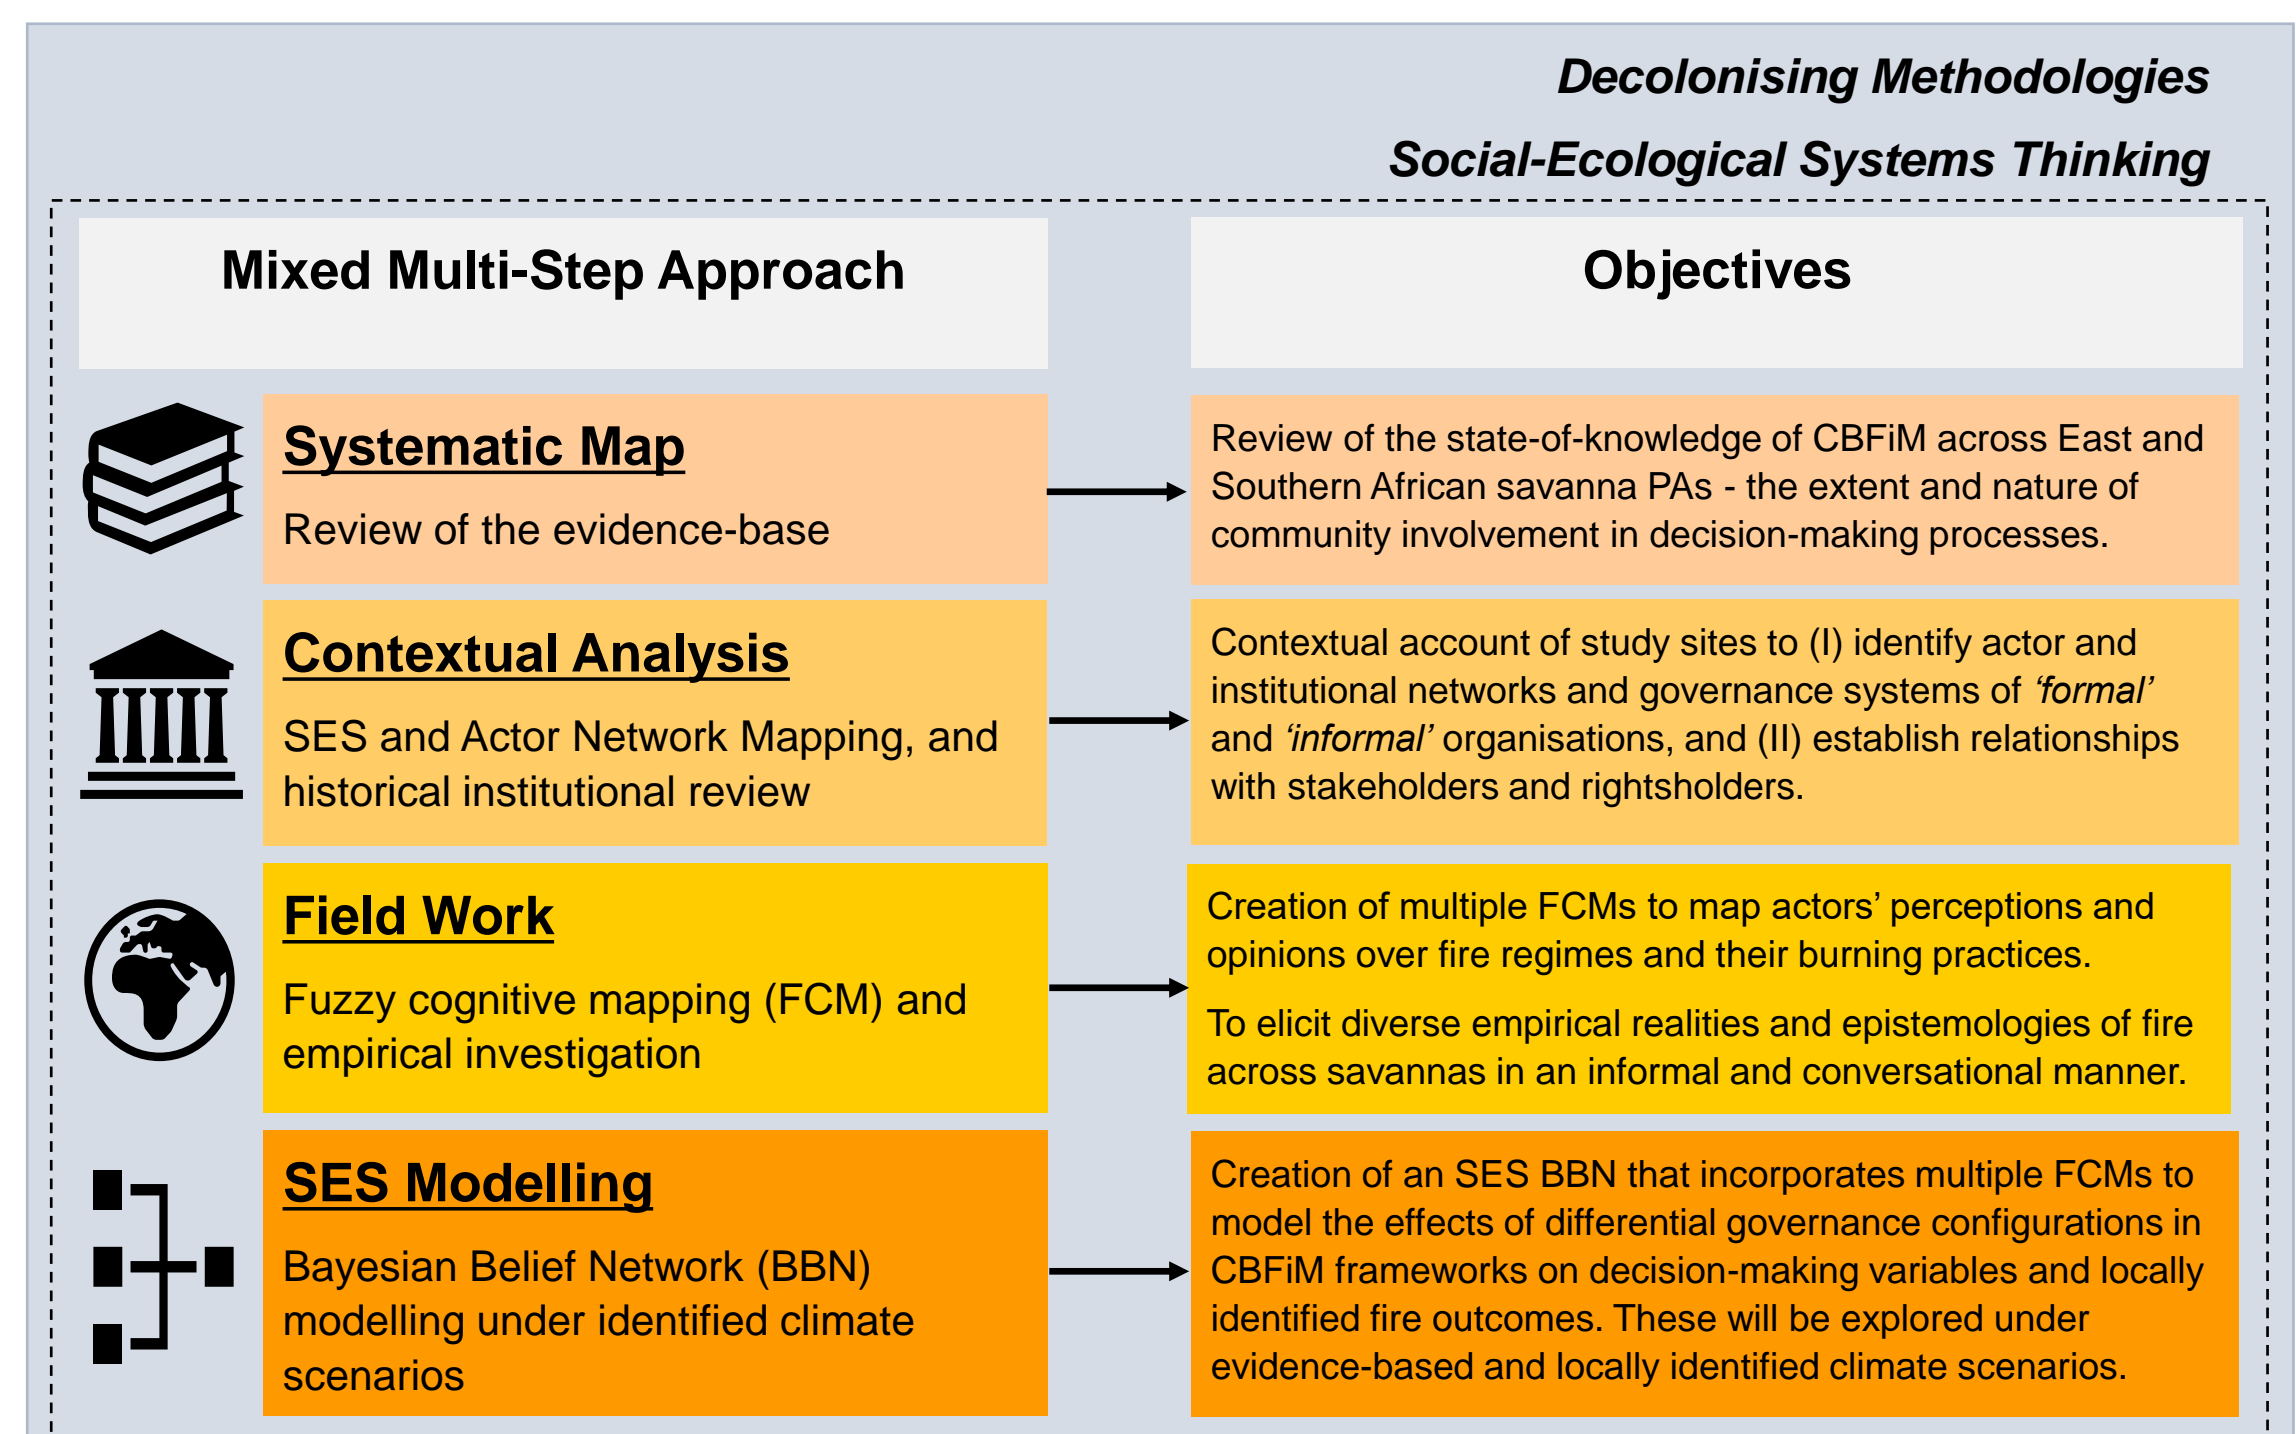 Decolonising Methodologies
Social-Ecological Systems Thinking
Mixed Multi-Step Approach
Objectives
Systematic Map
Review of the evidence-base
Review of the state-of-knowledge of CBFiM across East and
Southern African savanna PAs - the extent and nature of
community involvement in decision-making processes.
Contextual Analysis
SES and Actor Network Mapping, and
historical institutional review
Contextual account of study sites to (I) identify actor and
institutional networks and governance systems of ‘formal’
and ‘informal’ organisations, and (II) establish relationships
with stakeholders and rightsholders.
Field Work
Fuzzy cognitive mapping (FCM) and
empirical investigation
Creation of multiple FCMs to map actors’ perceptions and
opinions over fire regimes and their burning practices.
To elicit diverse empirical realities and epistemologies of fire
across savannas in an informal and conversational manner.
SES Modelling
Bayesian Belief Network (BBN)
modelling under identified climate
scenarios
Creation of an SES BBN that incorporates multiple FCMs to
model the effects of differential governance configurations in
CBFiM frameworks on decision-making variables and locally
identified fire outcomes. These will be explored under
evidence-based and locally identified climate scenarios.